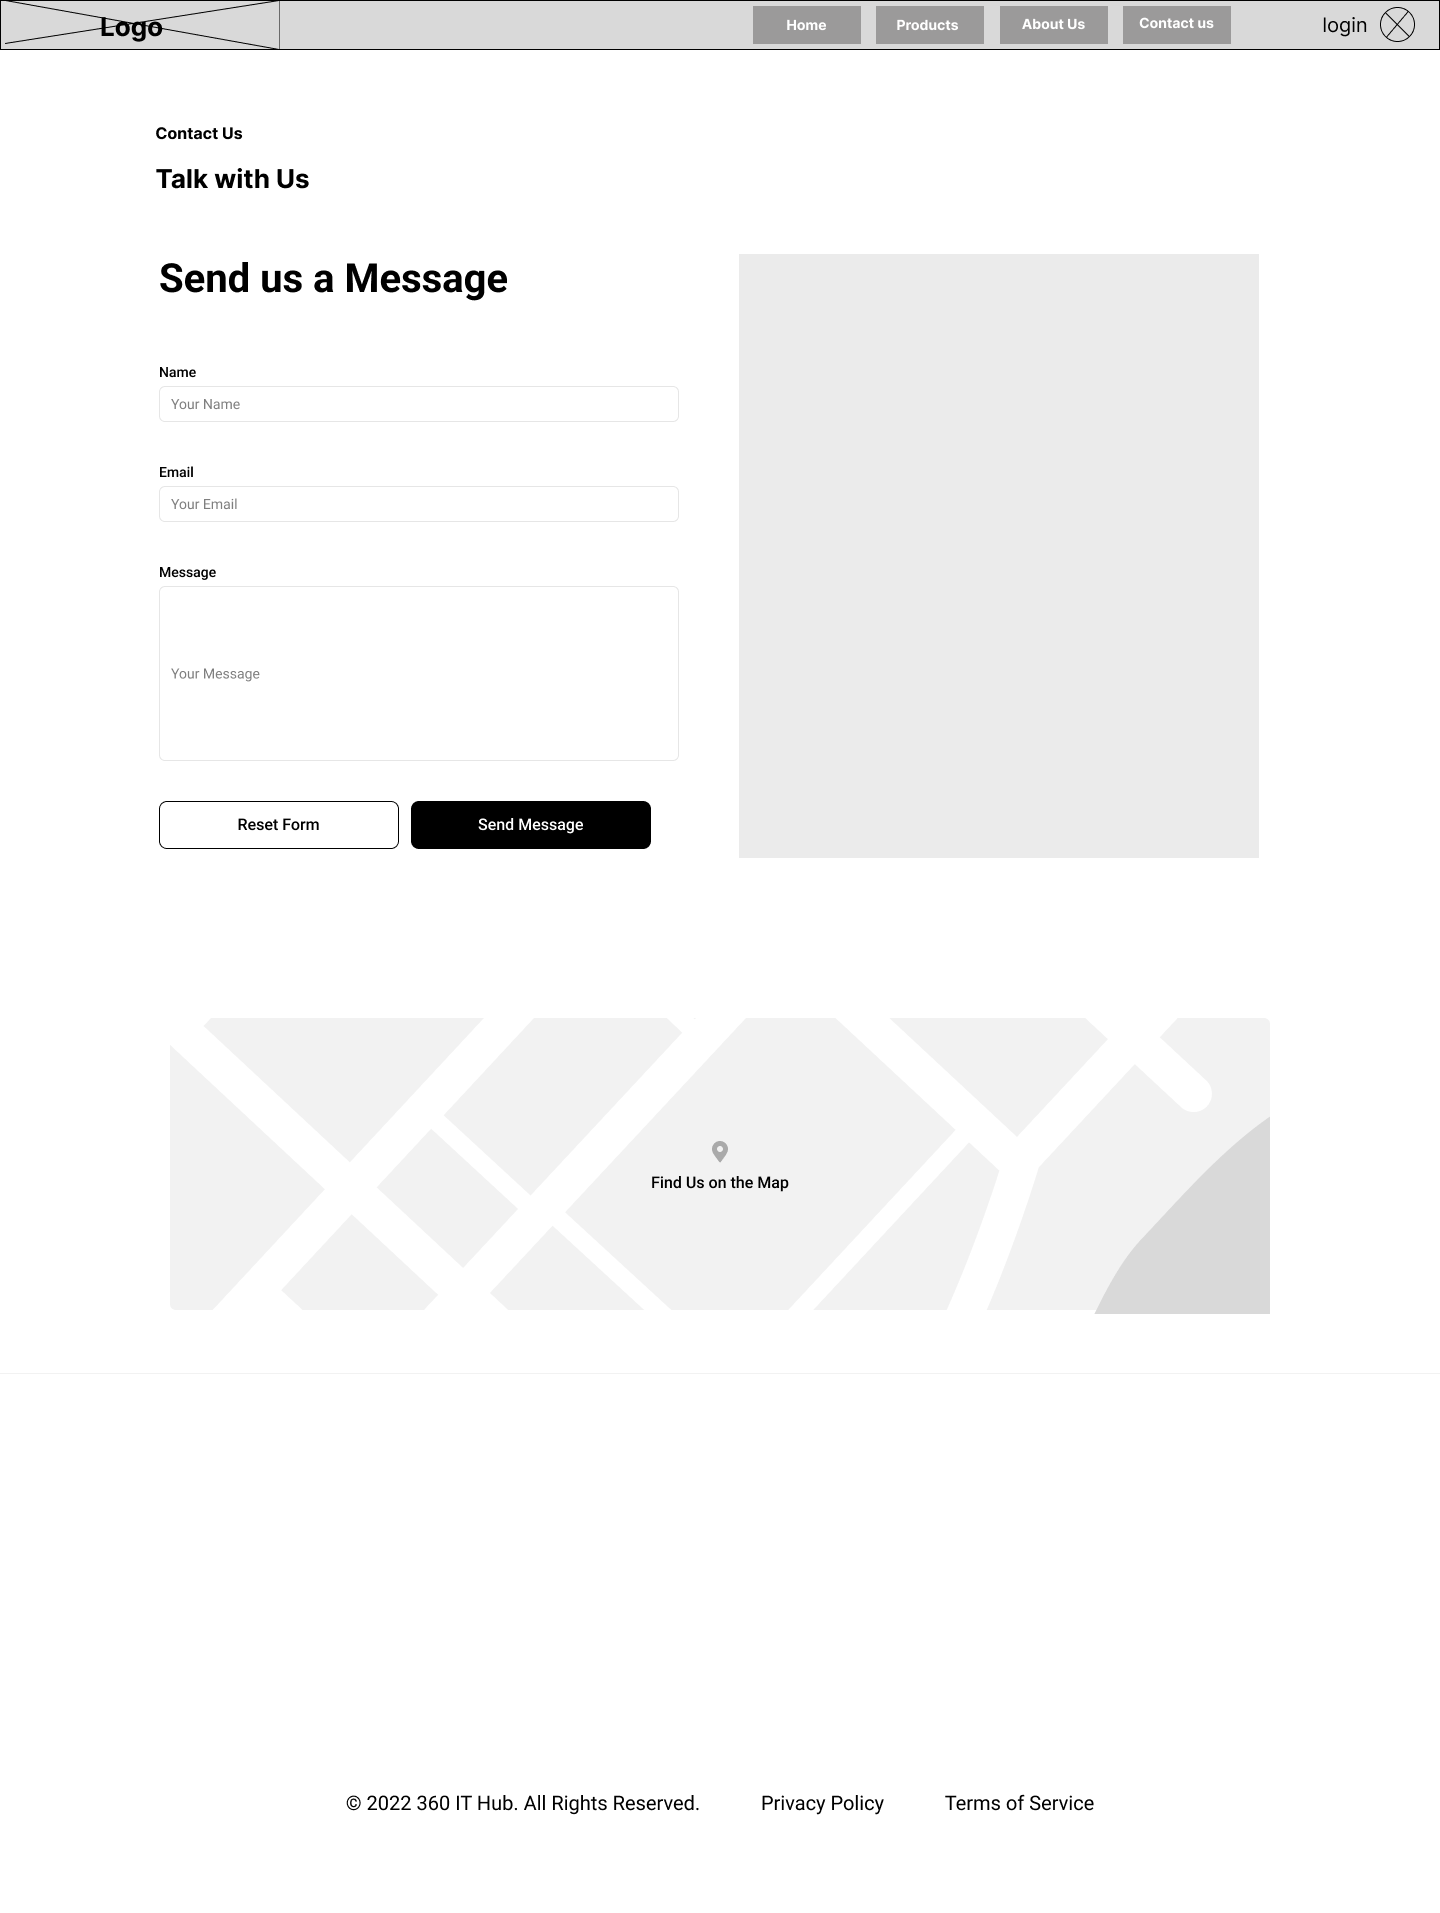 Logo
Home Products About Us Contact us login
Contact Us
Talk with Us
Send us a Message
Name
Your Name
Email
Your Email
Message
Your Message
Reset Form Send Message
Find Us on the Map
© 2022 360 IT Hub. All Rights Reserved. Privacy Policy Terms of Service